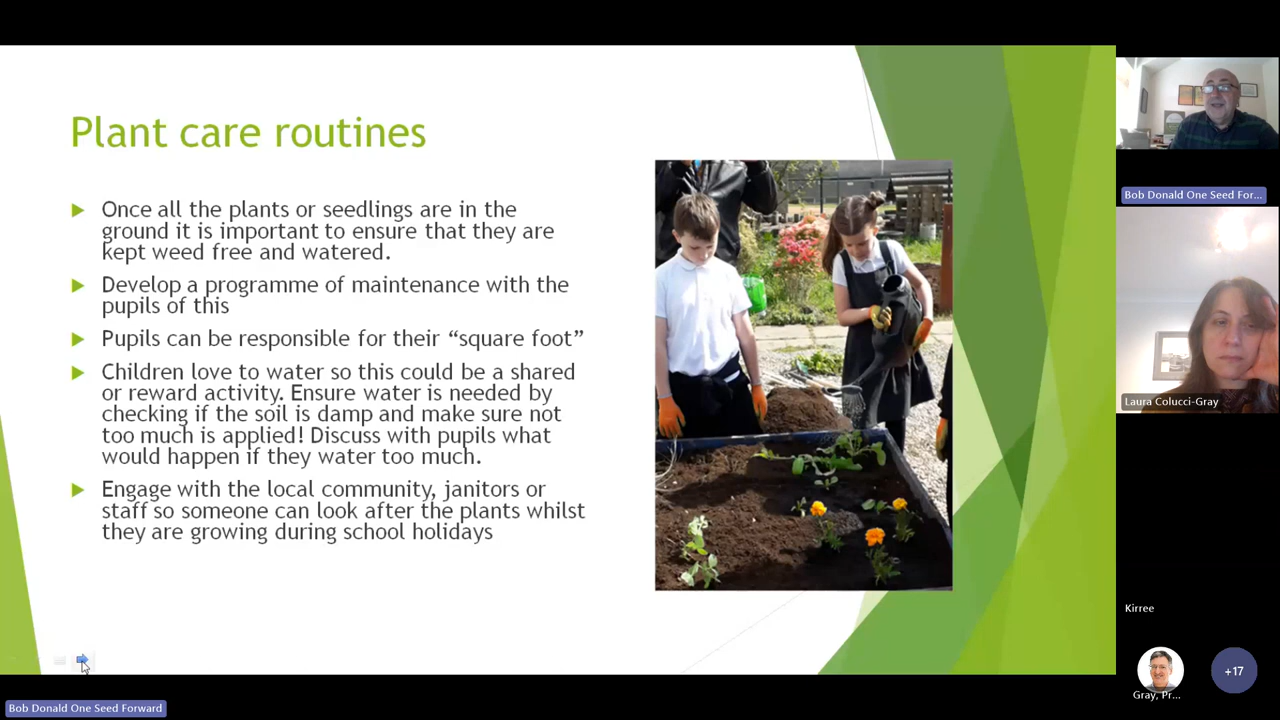 Plant care routines
Once all the plants or seedlings are in the
ground it is important to ensure that they are
kept weed free and watered.
Develop a programme of maintenance with the
pupils of this
Pupils can be responsible for their “square foot”
Children love to water so this could be a shared
or reward activity. Ensure water is needed by
checking if the soil is damp and make sure not
too much is applied! Discuss with pupils what
would happen if they water too much.
Engage with the local community, janitors or
staff so someone can look after the plants whilst
they are growing during school holidays
Bob Donald One Seed For...
Laura Colucci-Gray
Kirree
Gray, Pr...
+17
Bob Donald One Seed Forward